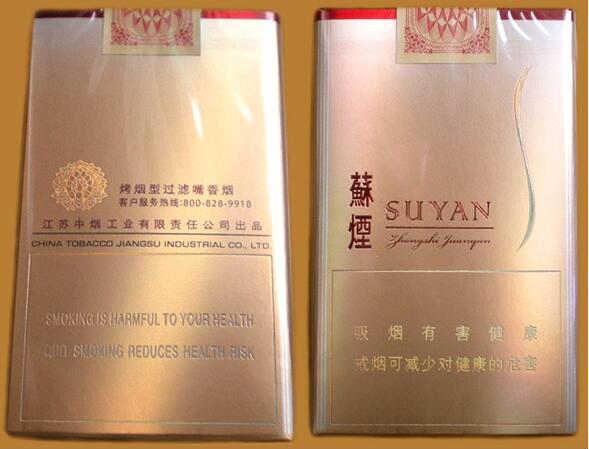 烤烟型过滤嘴香烟
客户服务热线:800-828-9918
江苏中烟工业有限责任公司出品
CHINA TOBACCO JIANGSU INDUSTRIAL CO., LTD
SMOKING IS HARMFUL TO YOUR HEALTH
QUIT SMOKING REDUCES HEALTH RISK
蘇煙
SUYAN
Zhongshi Juanyan
吸烟有害健康
戒烟可减少对健康的危害